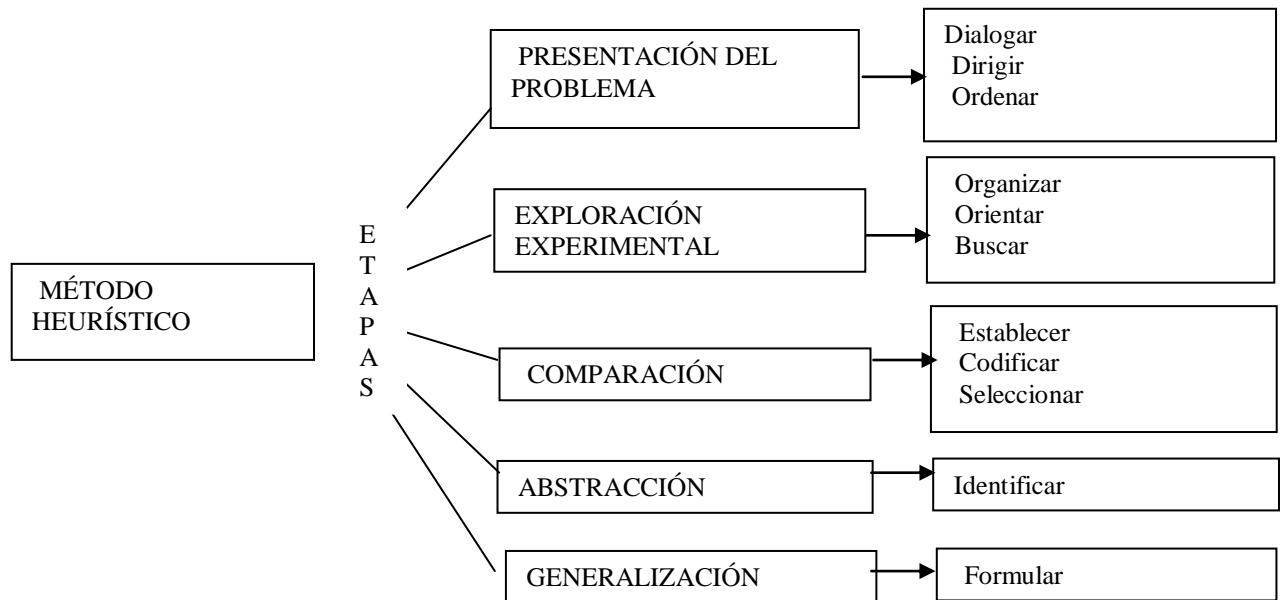 MÉTODO
HEURÍSTICO
E
T
A
P
A
S
PRESENTACIÓN DEL
PROBLEMA
Dialogar
Dirigir
Ordenar
EXPLORACIÓN
EXPERIMENTAL
Organizar
Orientar
Buscar
COMPARACIÓN
Establecer
Codificar
Seleccionar
ABSTRACCIÓN
Identificar
GENERALIZACIÓN
Formular